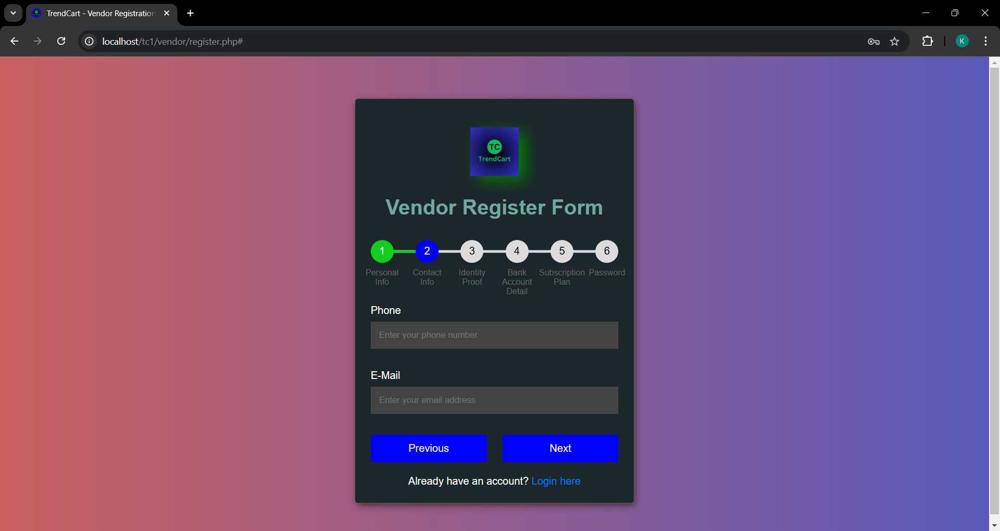 TrendCart - Vendor Registration
localhost/tc1/vendor/register.php#
K
TC
TrendCart
Vendor Register Form
1 2 3 4 5 6
Personal Contact Identity Bank Subscription Password
Info Info Proof Account Plan
Detail
Phone
Enter your phone number
E-Mail
Enter your email address
Previous Next
Already have an account? Login here